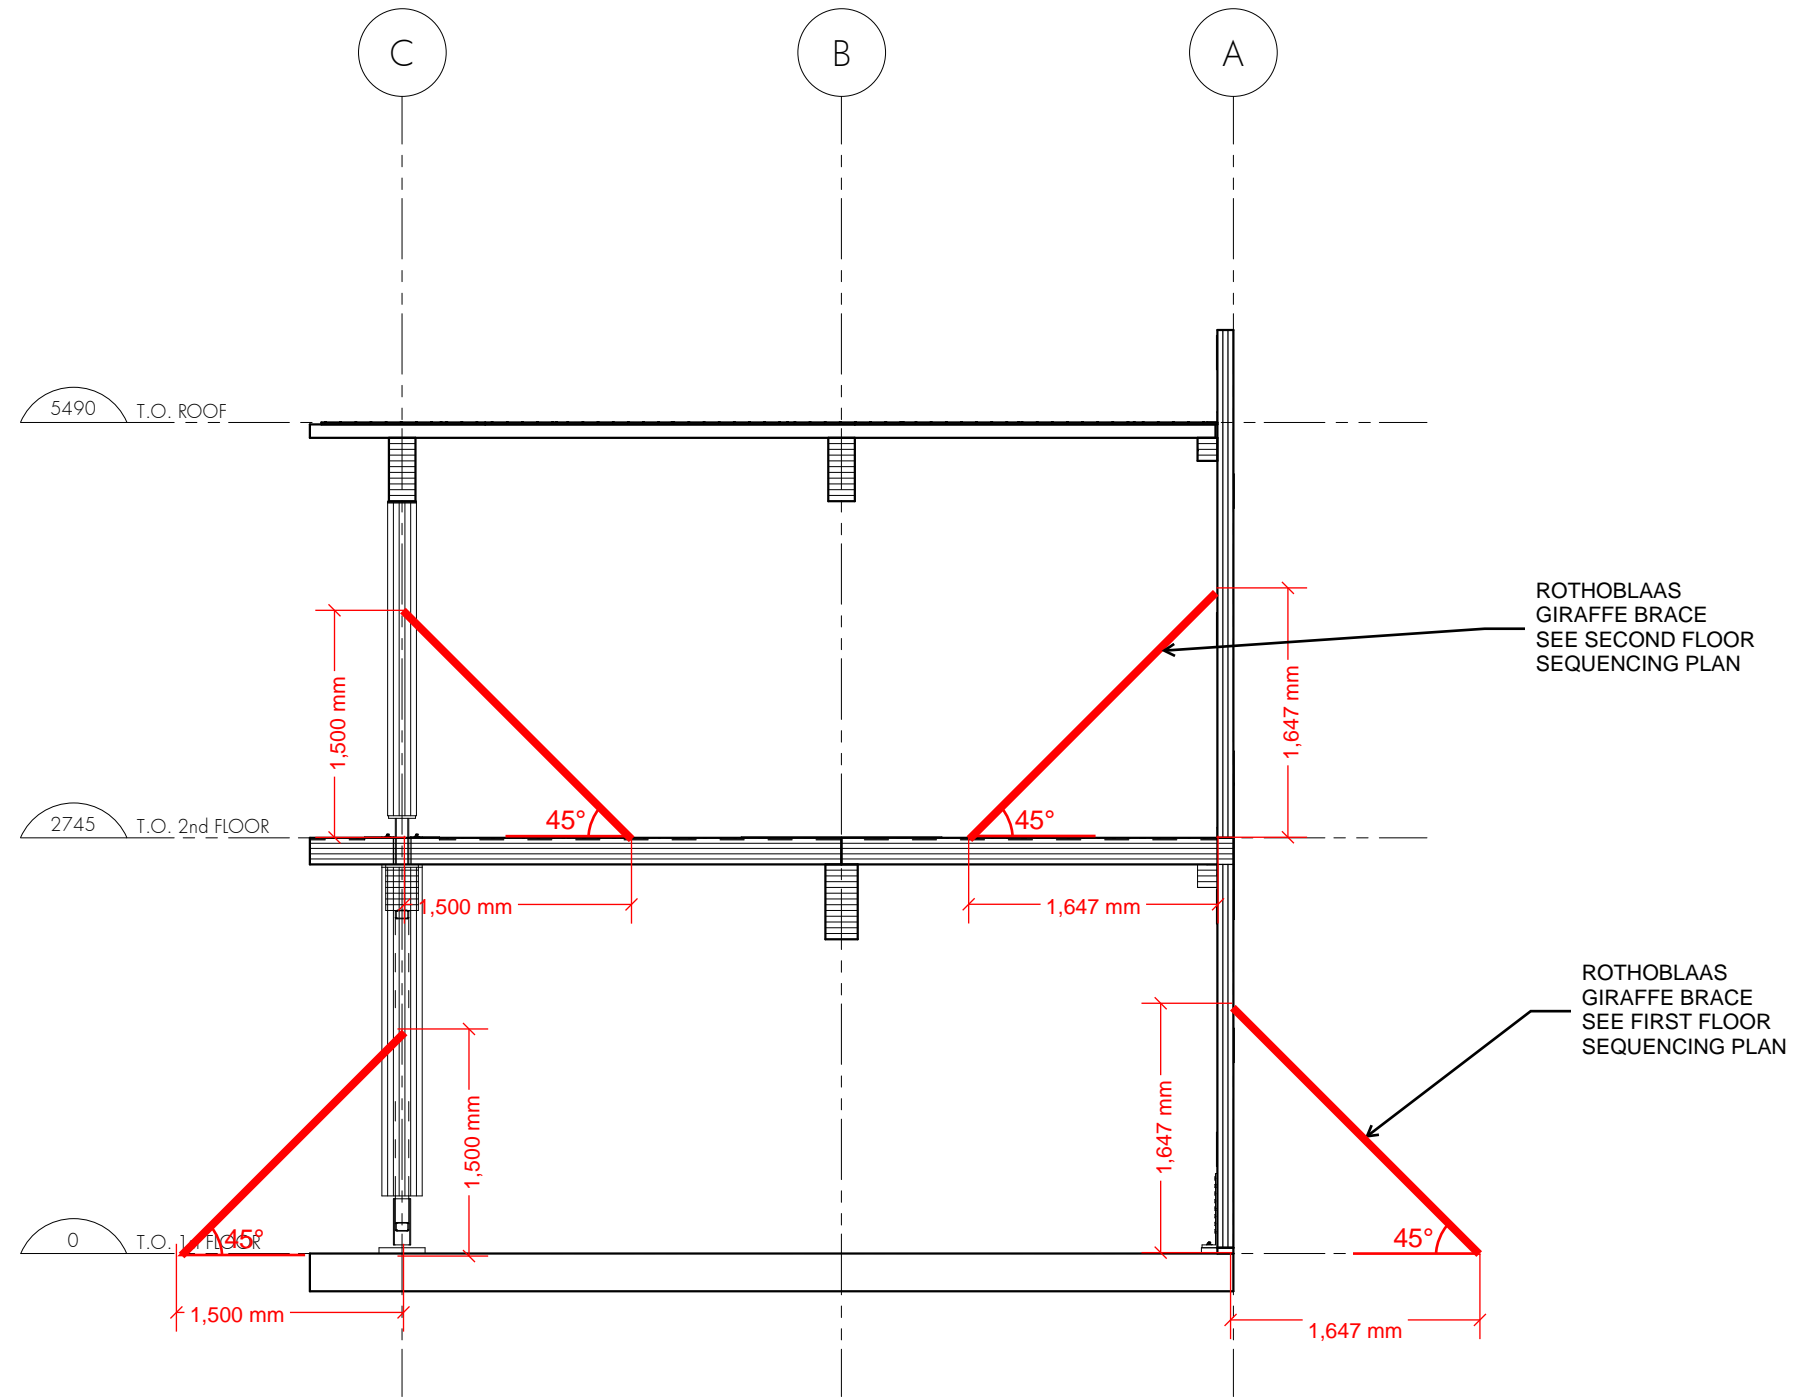 C
B
A
5490
T.O. ROOF
ROTHOBLAAS
GIRAFFE BRACE
SEE SECOND FLOOR
SEQUENCING PLAN
1,500 mm
1,647 mm
45°
45°
2745
T.O. 2nd FLOOR
1,500 mm
1,647 mm
ROTHOBLAAS
GIRAFFE BRACE
SEE FIRST FLOOR
SEQUENCING PLAN
1,500 mm
1,647 mm
0
T.O. FLOOR
45°
45°
1,500 mm
1,647 mm